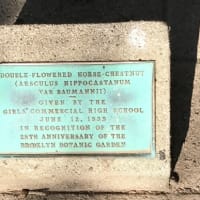 DOUBLE-FLOWERED HORSE-CHESTNUT
(AESCULUS HIPPOCASTANUM
VAR BAUMANNII)
GIVEN BY THE
GIRLS' COMMERCIAL HIGH SCHOOL
JUNE 12, 1935
IN RECOGNITION OF THE
25TH ANNIVERSARY OF THE
BROOKLYN BOTANIC GARDEN